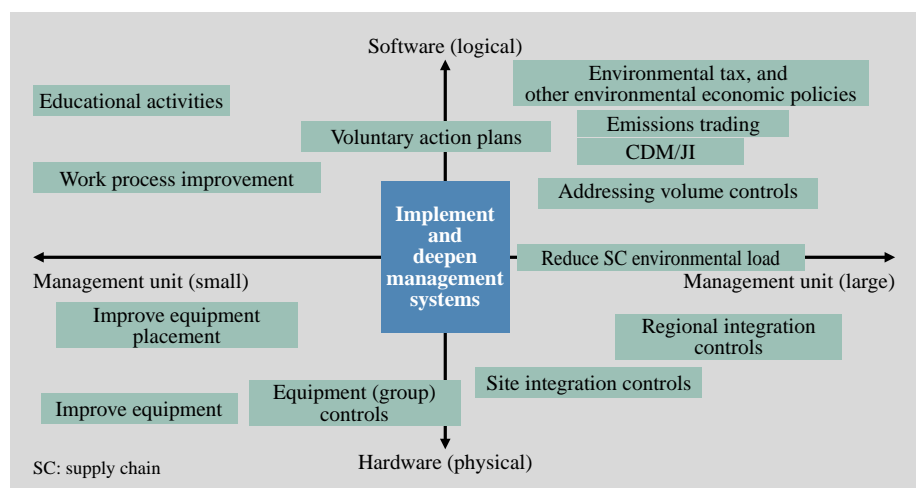 Software (logical)
Environmental tax, and
other environmental economic policies
Educational activities
Emissions trading
Voluntary action plans
CDM/JI
Work process improvement
Addressing volume controls
Implement
and
deepen
management
systems
Reduce SC environmental load
Management unit (small)
Management unit (large)
Improve equipment
placement
Regional integration
controls
Site integration controls
Equipment (group)
controls
Improve equipment
Hardware (physical)
SC: supply chain